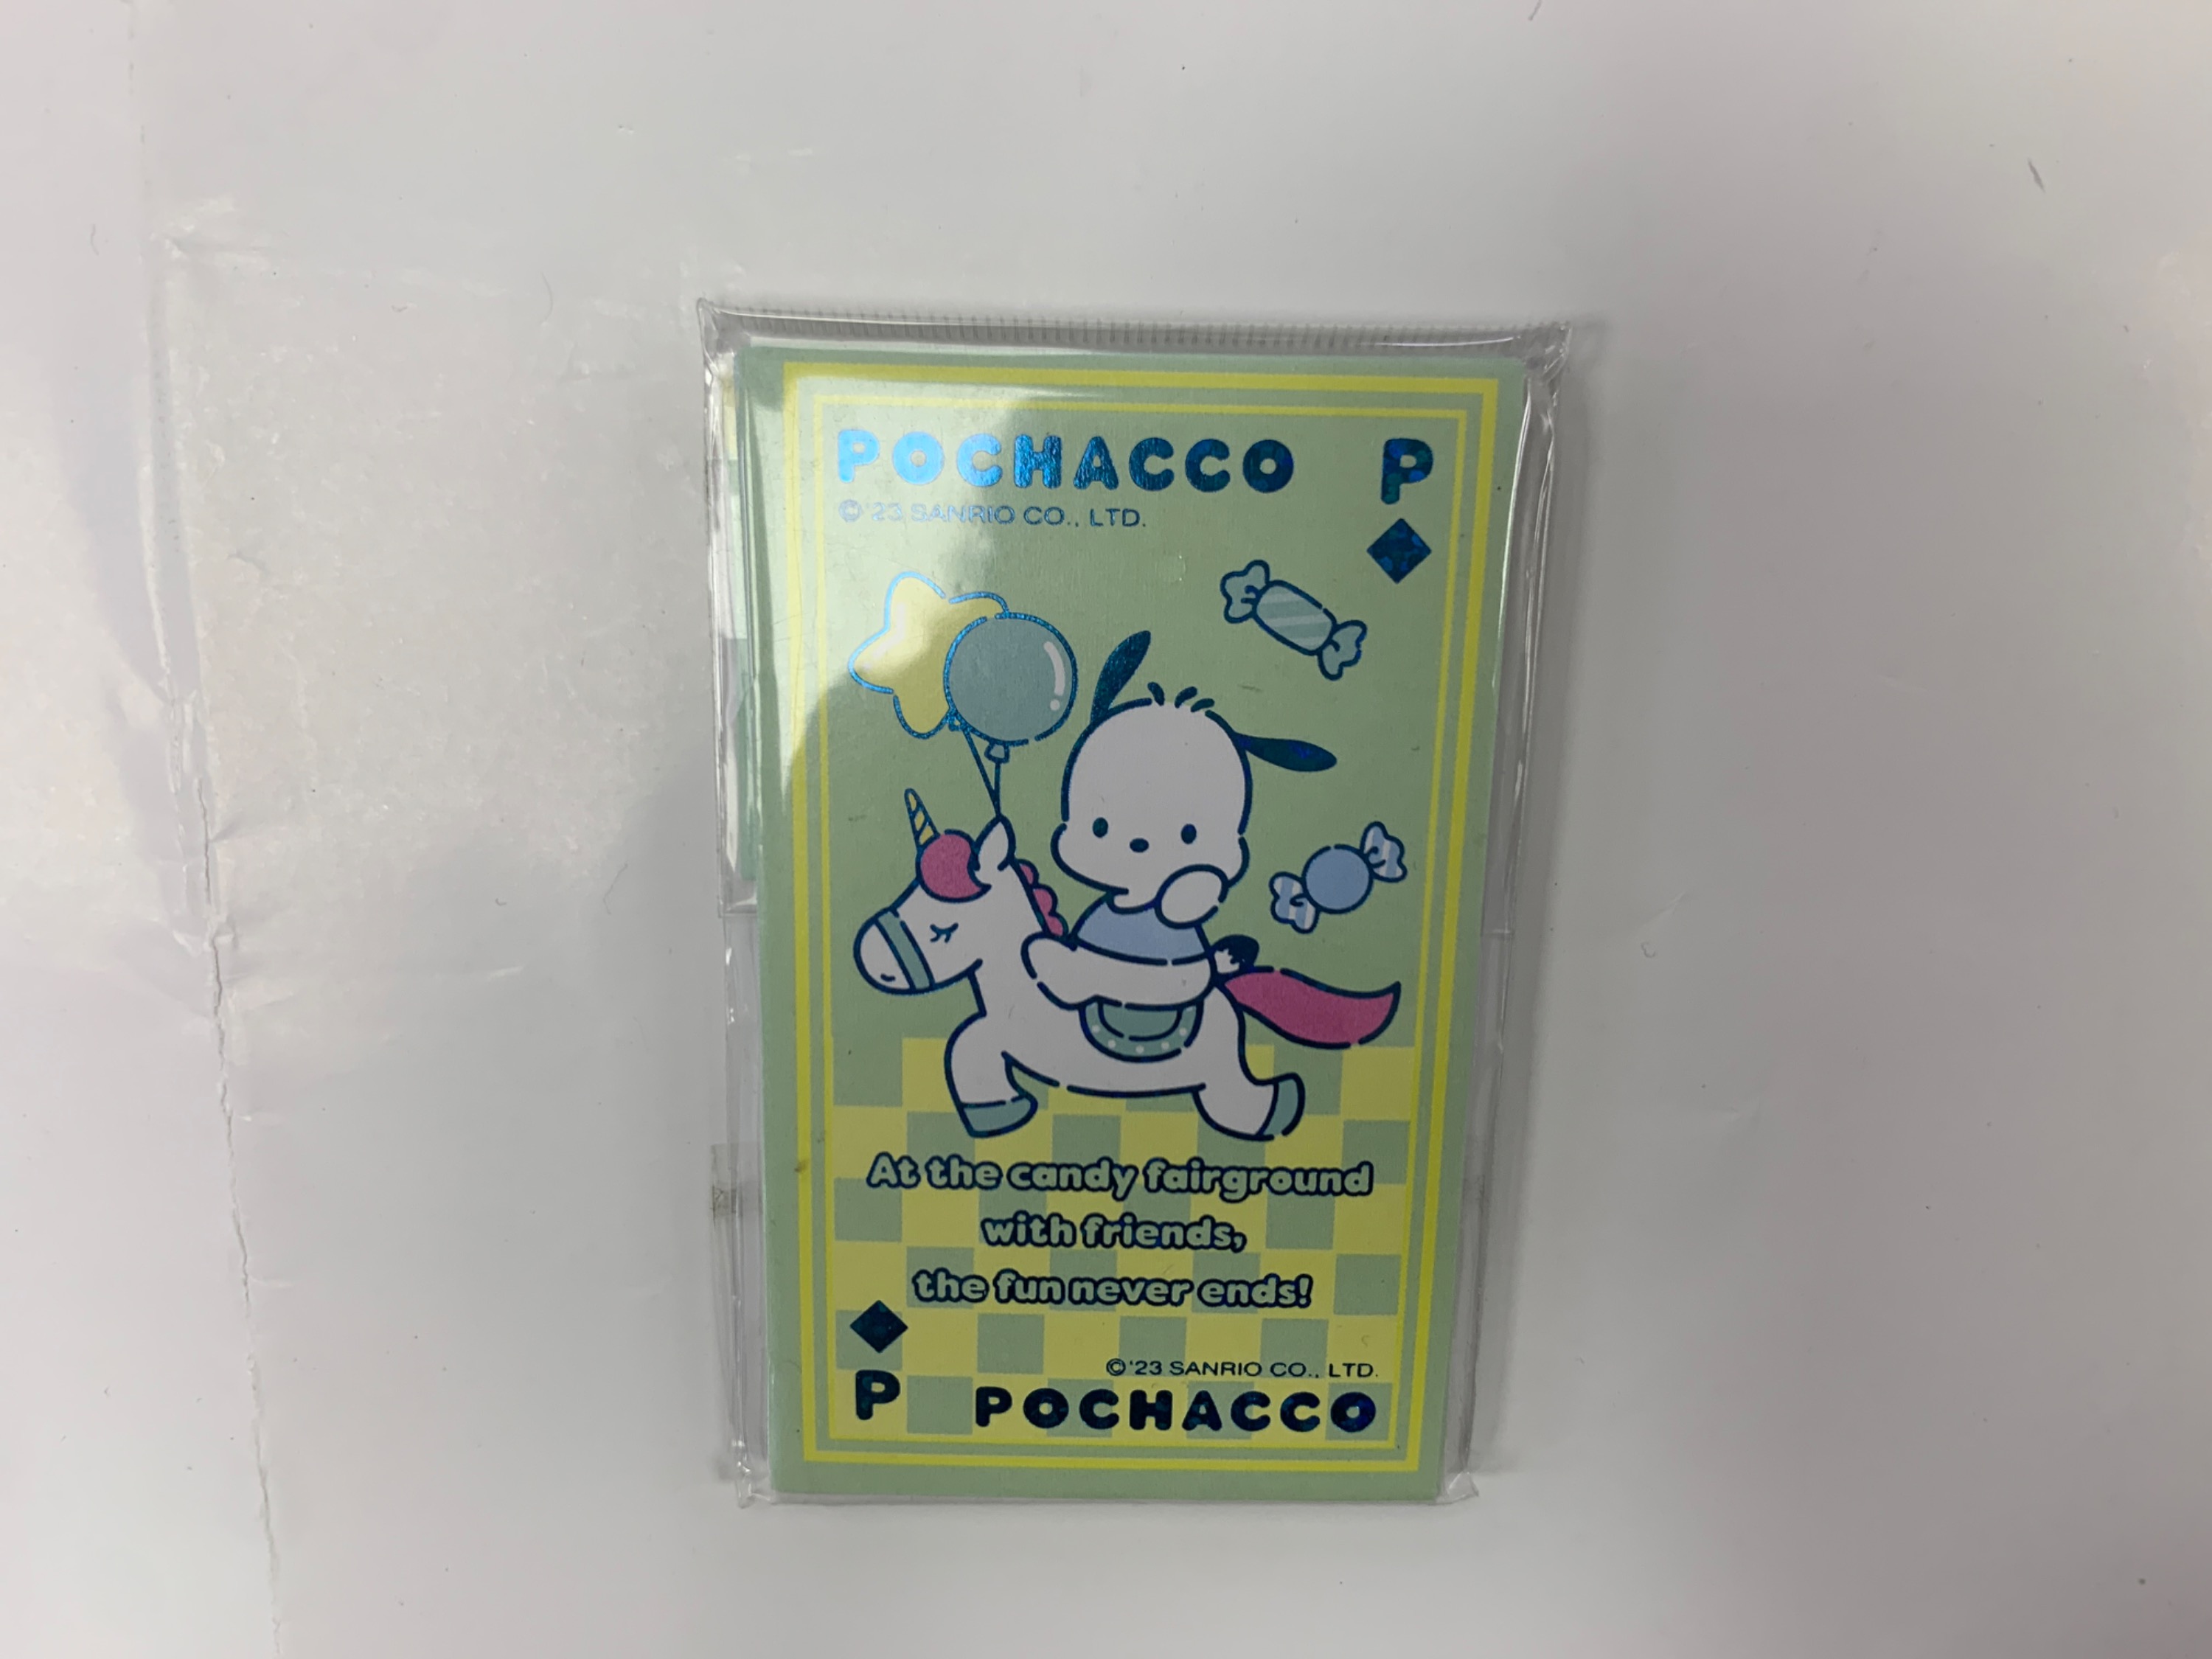 POCHACCO P
©'23 SANRIO CO., LTD.
At the candy fairground
with friends,
the fun never ends!
©'23 SANRIO CO., LTD.
P POCHACCO